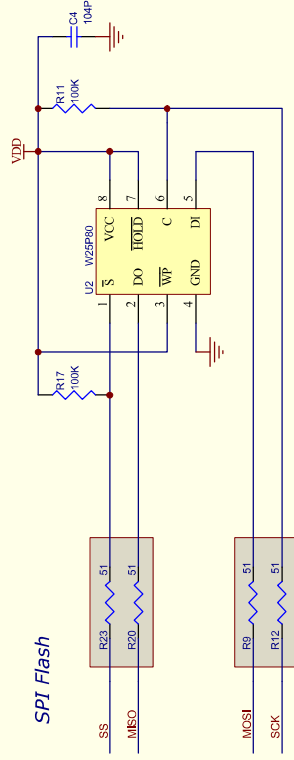 SPI Flash
VDD
C4
104P
R11
100K
R17
100K
U2
W25P80
1
S
VCC
8
2
DO
HOLD
7
3
WP
C
6
4
GND
DI
5
SS
R23
51
MISO
R20
51
MOSI
R9
51
SCK
R12
51